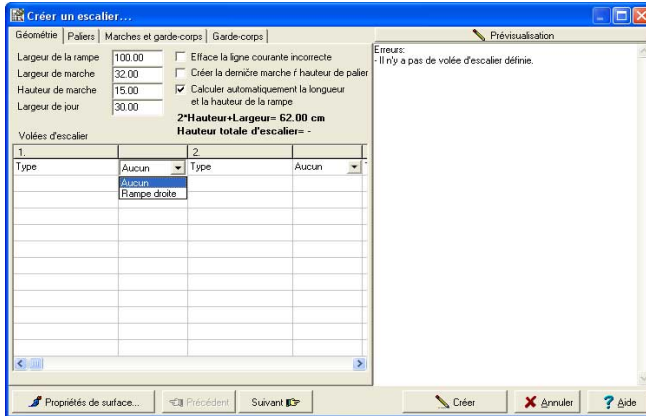 Créer un escalier...
Géométrie Paliers Marches et garde-corps Garde-corps
Prévisualisation
Largeur de la rampe 100.00
Efface la ligne courante incorrecte
Largeur de marche 32.00
Créer la derničre marche ŕ hauteur de palier
Hauteur de marche 15.00
Calculer automatiquement la longueur
et la hauteur de la rampe
Largeur de jour 30.00
2*Hauteur+Largeur= 62.00 cm
Hauteur totale d'escalier= -
Volées d'escalier
1. 2.
Type Aucun Type Aucun
Aucun
Rampe droite
Erreurs:
- Il n'y a pas de volée d'escalier définie.
Propriétés de surface... Précédent Suivant Créer Annuler Aide